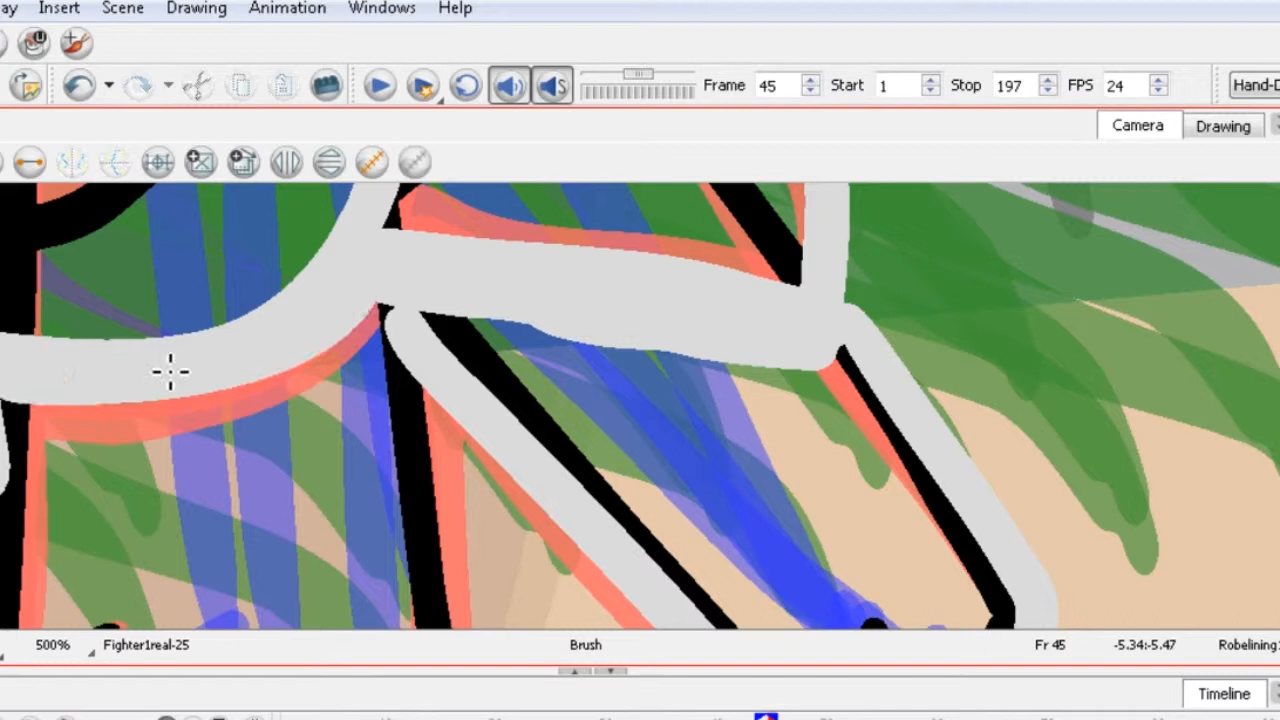 ay Insert Scene Drawing Animation Windows Help
Frame 45 Start 1 Stop 197 FPS 24 Hand-D
Camera Drawing
500% Fighter1real-25 Brush Fr 45 -5.34:-5.47 Robelining1
Timeline